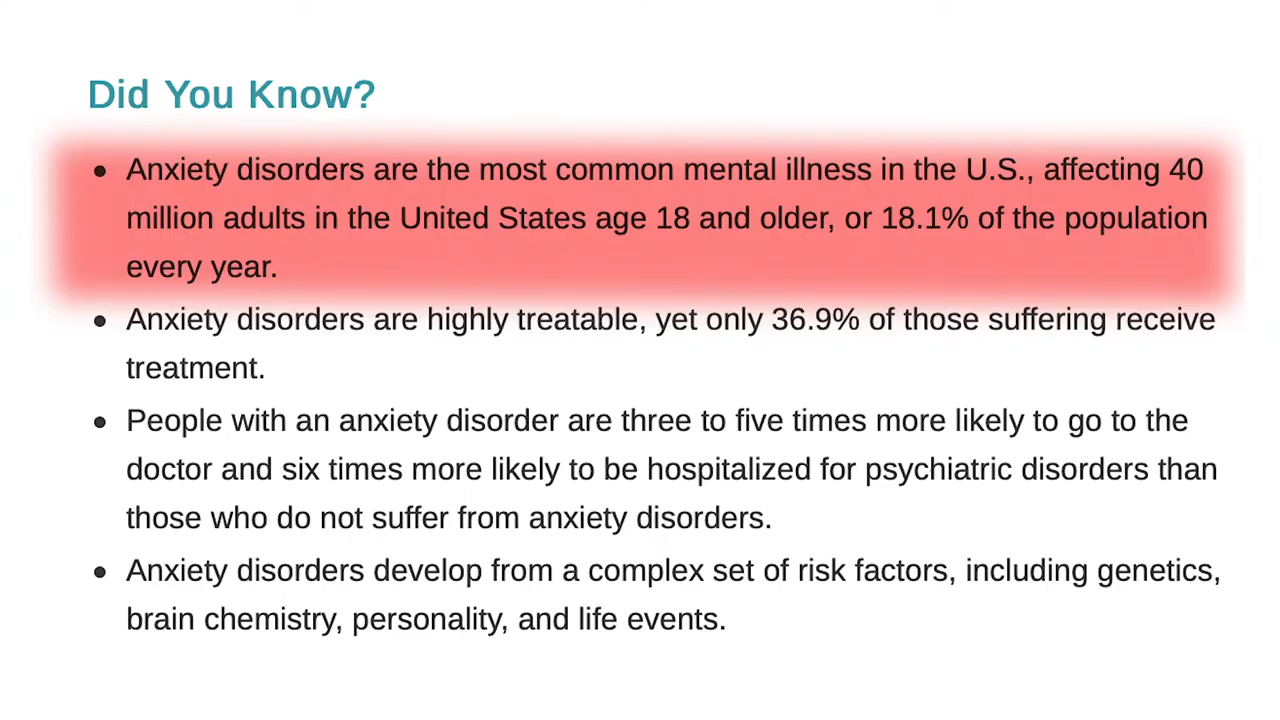 Did You Know?
• Anxiety disorders are the most common mental illness in the U.S., affecting 40
million adults in the United States age 18 and older, or 18.1% of the population
every year.
• Anxiety disorders are highly treatable, yet only 36.9% of those suffering receive
treatment.
• People with an anxiety disorder are three to five times more likely to go to the
doctor and six times more likely to be hospitalized for psychiatric disorders than
those who do not suffer from anxiety disorders.
• Anxiety disorders develop from a complex set of risk factors, including genetics,
brain chemistry, personality, and life events.